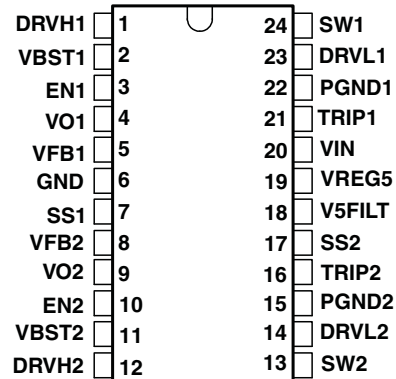 DRVH1 1 24 SW1
VBST1 2 23 DRVL1
EN1 3 22 PGND1
VO1 4 21 TRIP1
VFB1 5 20 VIN
GND 6 19 VREG5
SS1 7 18 V5FILT
VFB2 8 17 SS2
VO2 9 16 TRIP2
EN2 10 15 PGND2
VBST2 11 14 DRVL2
DRVH2 12 13 SW2